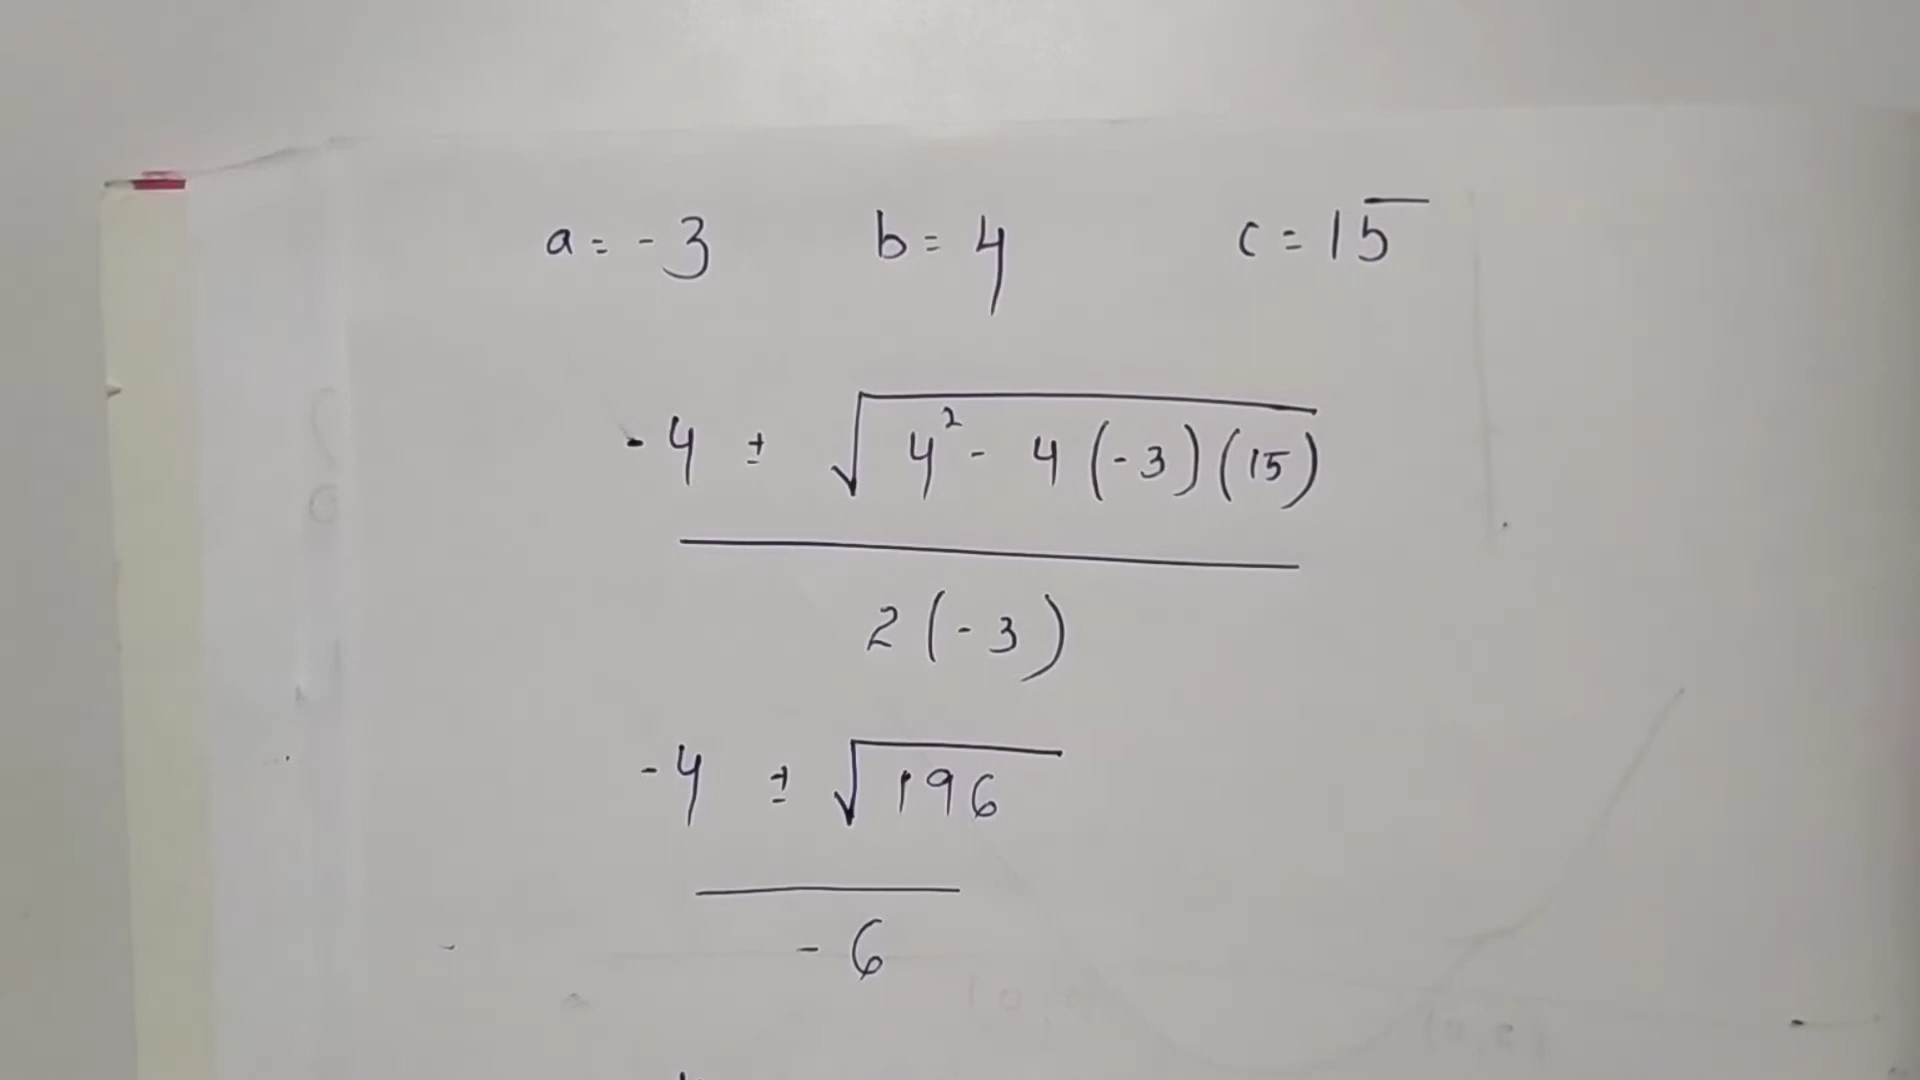 a = -3 b = 4 c = 15
-4 ± √4² - 4(-3)(15)
2(-3)
-4 ± √196
-6